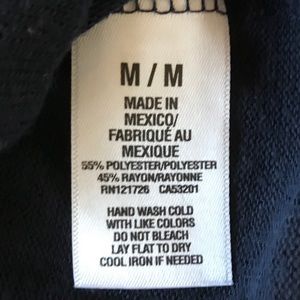 M / M
MADE IN
MEXICO/
FABRIQUÉ AU
MEXIQUE
55% POLYESTER/POLYESTER
45% RAYON/RAYONNE
RN121726 CA53201
HAND WASH COLD
WITH LIKE COLORS
DO NOT BLEACH
LAY FLAT TO DRY
COOL IRON IF NEEDED